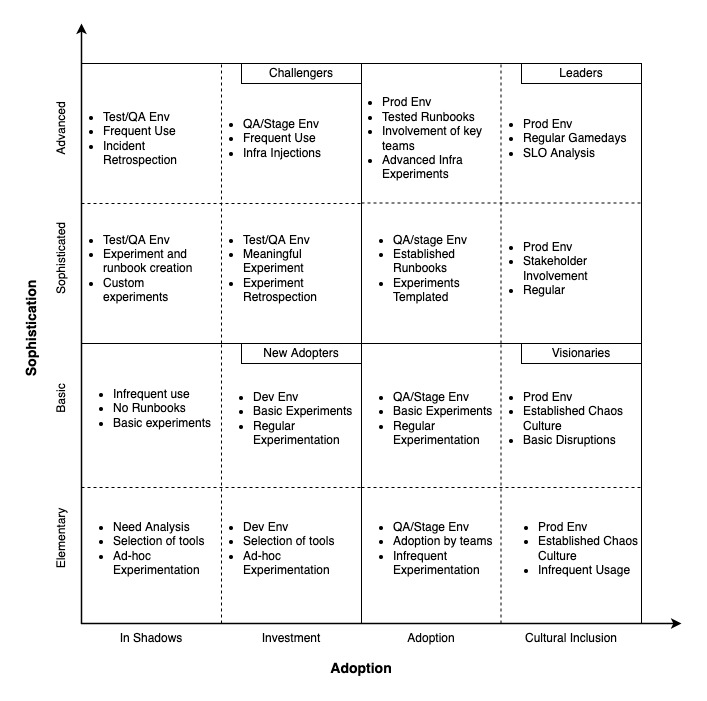 Challengers
Leaders
Advanced
• Test/QA Env
• Frequent Use
• Incident
Retrospection
• QA/Stage Env
• Frequent Use
• Infra Injections
• Prod Env
• Tested Runbooks
• Involvement of key
teams
• Advanced Infra
Experiments
• Prod Env
• Regular Gamedays
• SLO Analysis
Sophisticated
• Test/QA Env
• Experiment and
runbook creation
• Custom
experiments
• Test/QA Env
• Meaningful
Experiment
• Experiment
Retrospection
• QA/stage Env
• Established
Runbooks
• Experiments
Templated
• Prod Env
• Stakeholder
Involvement
• Regular
Sophistication
New Adopters
Visionaries
Basic
• Infrequent use
• No Runbooks
• Basic experiments
• Dev Env
• Basic Experiments
• Regular
Experimentation
• QA/Stage Env
• Basic Experiments
• Regular
Experimentation
• Prod Env
• Established Chaos
Culture
• Basic Disruptions
Elementary
• Need Analysis
• Selection of tools
• Ad-hoc
Experimentation
• Dev Env
• Selection of tools
• Ad-hoc
Experimentation
• QA/Stage Env
• Adoption by teams
• Infrequent
Experimentation
• Prod Env
• Established Chaos
Culture
• Infrequent Usage
In Shadows
Investment
Adoption
Cultural Inclusion
Adoption